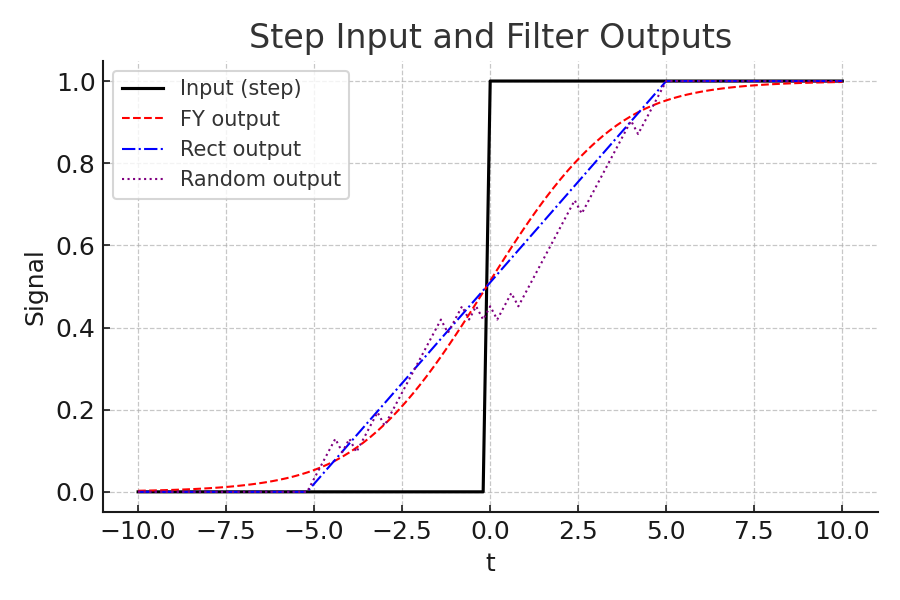 Step Input and Filter Outputs
Input (step)
FY output
Rect output
Random output
1.0
0.8
0.6
0.4
0.2
0.0
Signal
−10.0 −7.5 −5.0 −2.5 0.0 2.5 5.0 7.5 10.0
t